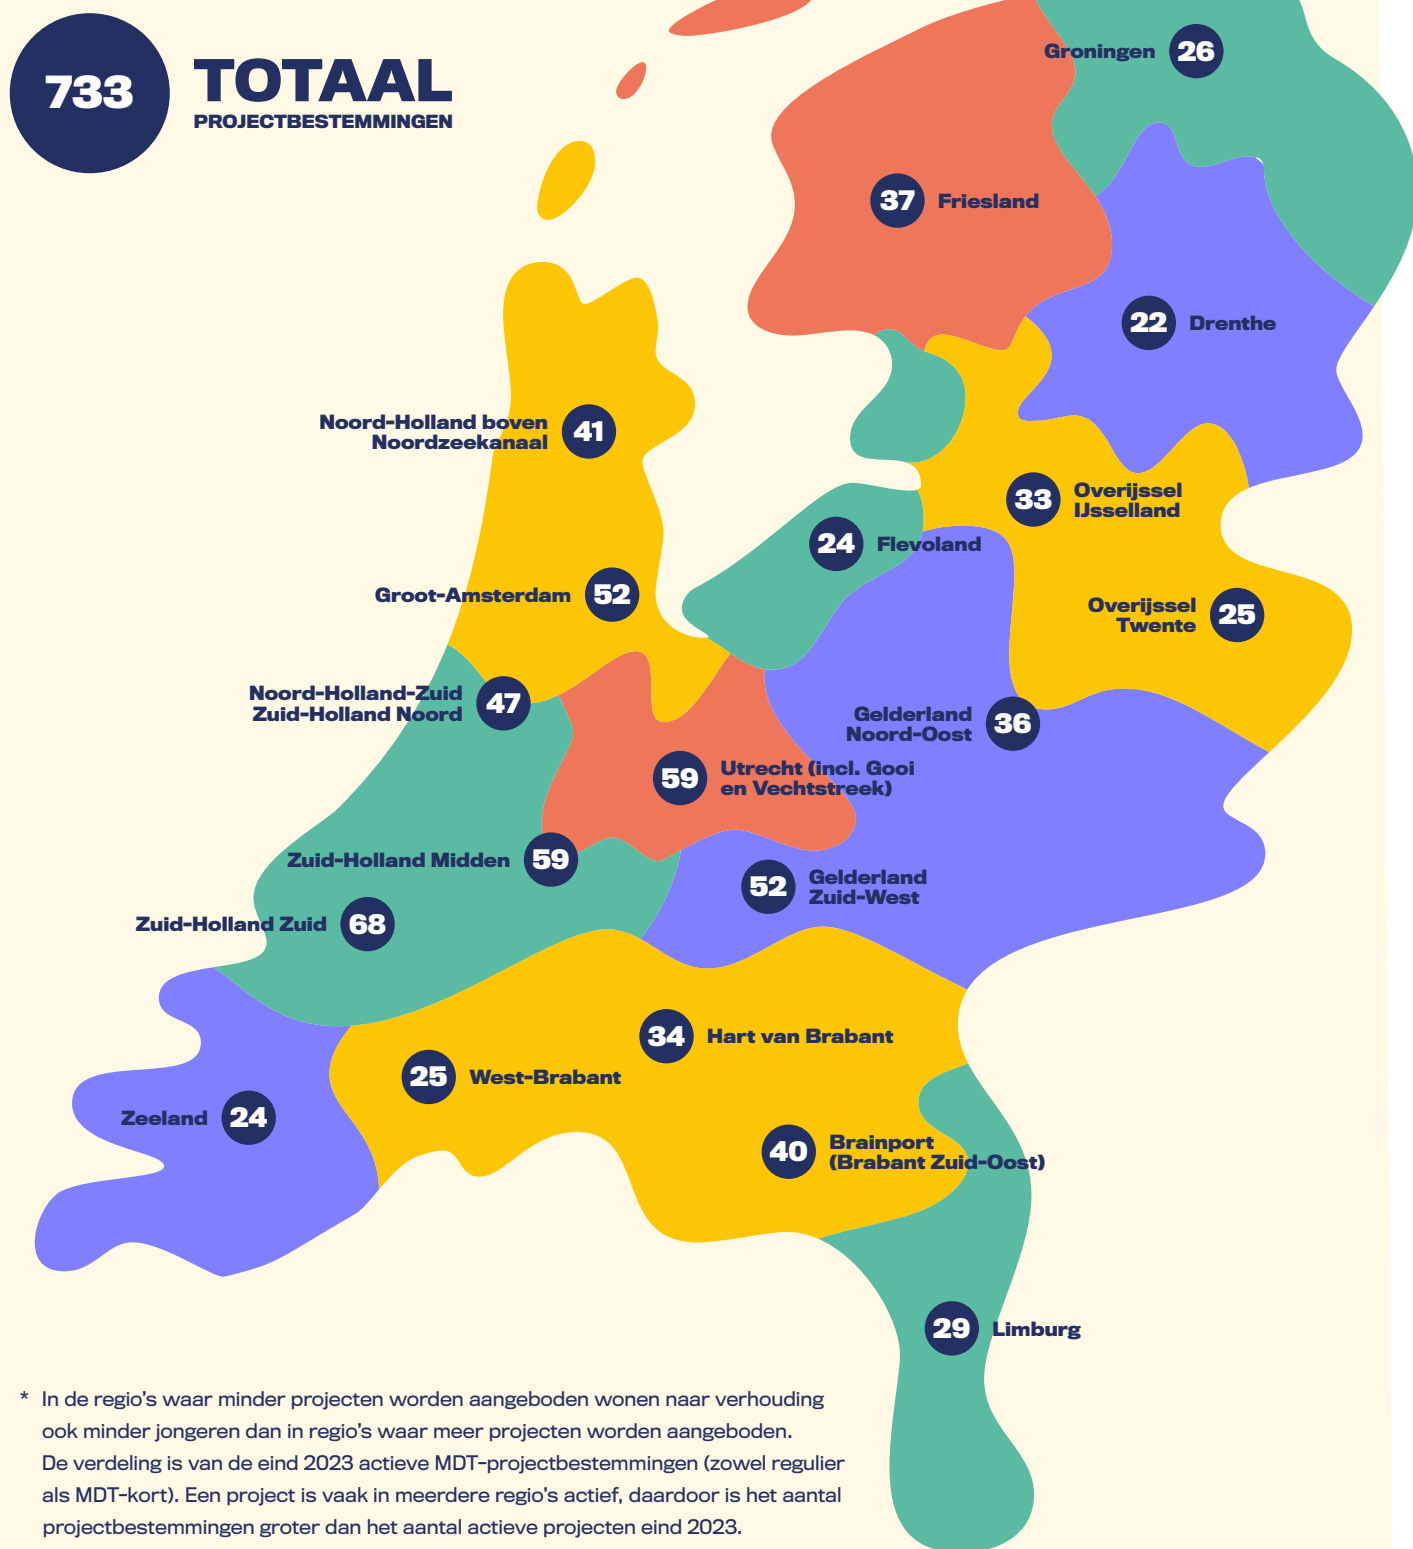 733
TOTAAL
PROJECTBESTEMMINGEN
Groningen 26
37 Friesland
22 Drenthe
Noord-Holland boven
Noordzeekanaal
41
33
Overijssel
IJsselland
24 Flevoland
Groot-Amsterdam 52
Overijssel
Twente
25
Noord-Holland-Zuid
Zuid-Holland Noord
47
Gelderland
Noord-Oost
36
59
Utrecht (incl. Gooi
en Vechtstreek)
Zuid-Holland Midden 59
52
Gelderland
Zuid-West
Zuid-Holland Zuid 68
34 Hart van Brabant
25 West-Brabant
Zeeland 24
40
Brainport
(Brabant Zuid-Oost)
29 Limburg
* In de regio's waar minder projecten worden aangeboden wonen naar verhouding
ook minder jongeren dan in regio's waar meer projecten worden aangeboden.
De verdeling is van de eind 2023 actieve MDT-projectbestemmingen (zowel regulier
als MDT-kort). Een project is vaak in meerdere regio's actief, daardoor is het aantal
projectbestemmingen groter dan het aantal actieve projecten eind 2023.